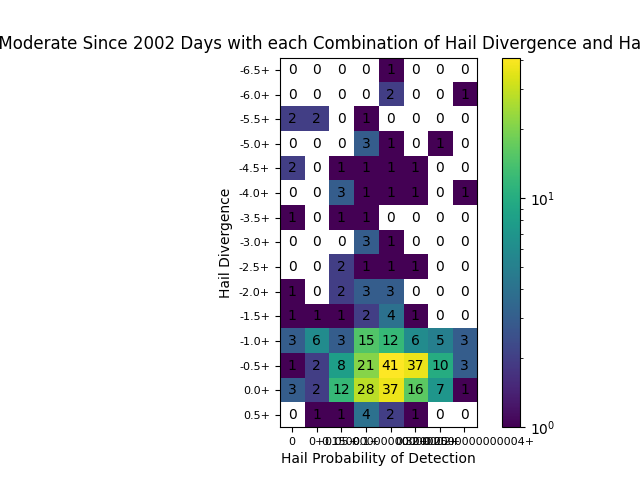 Moderate Since 2002 Days with each Combination of Hail Divergence and Ha
-6.5+ 0 0 0 0 1 0 0 0
-6.0+ 0 0 0 0 2 0 0 1
-5.5+ 2 2 0 1 0 0 0 0
-5.0+ 0 0 0 3 1 0 1 0
-4.5+ 2 0 1 1 1 1 0 0
-4.0+ 0 0 3 1 1 1 0 1
-3.5+ 1 0 1 1 0 0 0 0
-3.0+ 0 0 0 3 1 0 0 0
-2.5+ 0 0 2 1 1 1 0 0
-2.0+ 1 0 2 3 3 0 0 0
-1.5+ 1 1 1 2 4 1 0 0
-1.0+ 3 6 3 15 12 6 5 3
-0.5+ 1 2 8 21 41 37 10 3
0.0+ 3 2 12 28 37 16 7 1
0.5+ 0 1 1 4 2 1 0 0
0
Hail Probability of Detection
Hail Divergence
10¹
10⁰